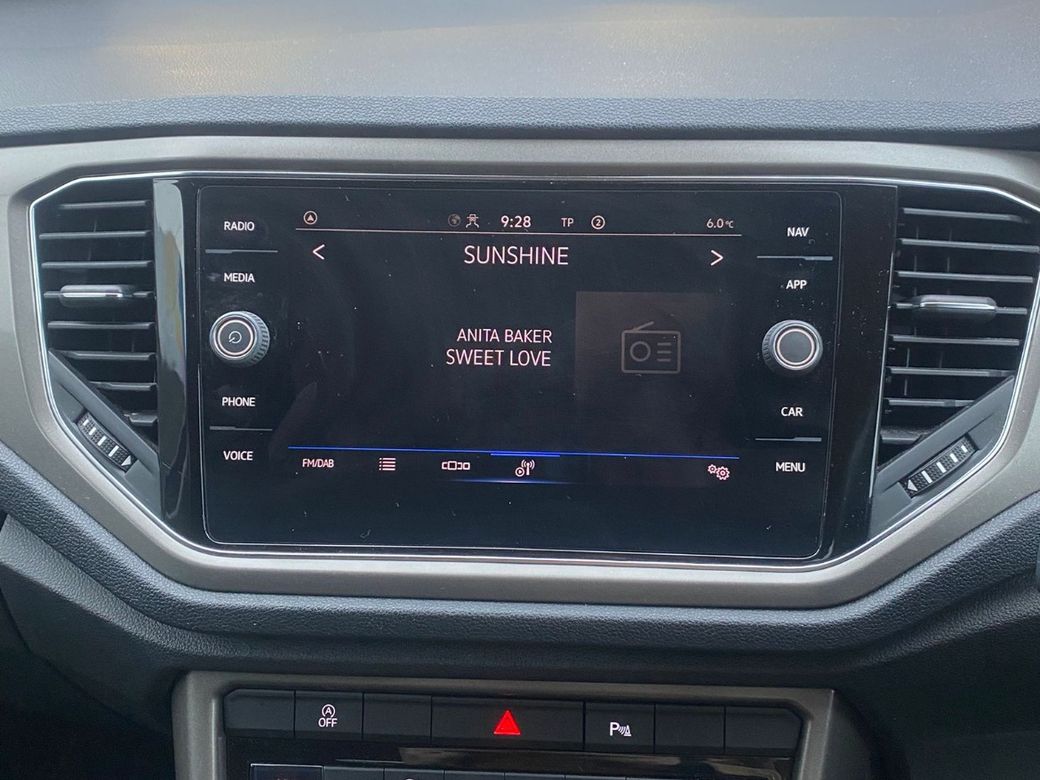 RADIO
MEDIA
PHONE
VOICE
9:28 TP 2 6.0°C
< SUNSHINE >
ANITA BAKER
SWEET LOVE
FM/DAB
NAV
APP
CAR
MENU
A
OFF
P